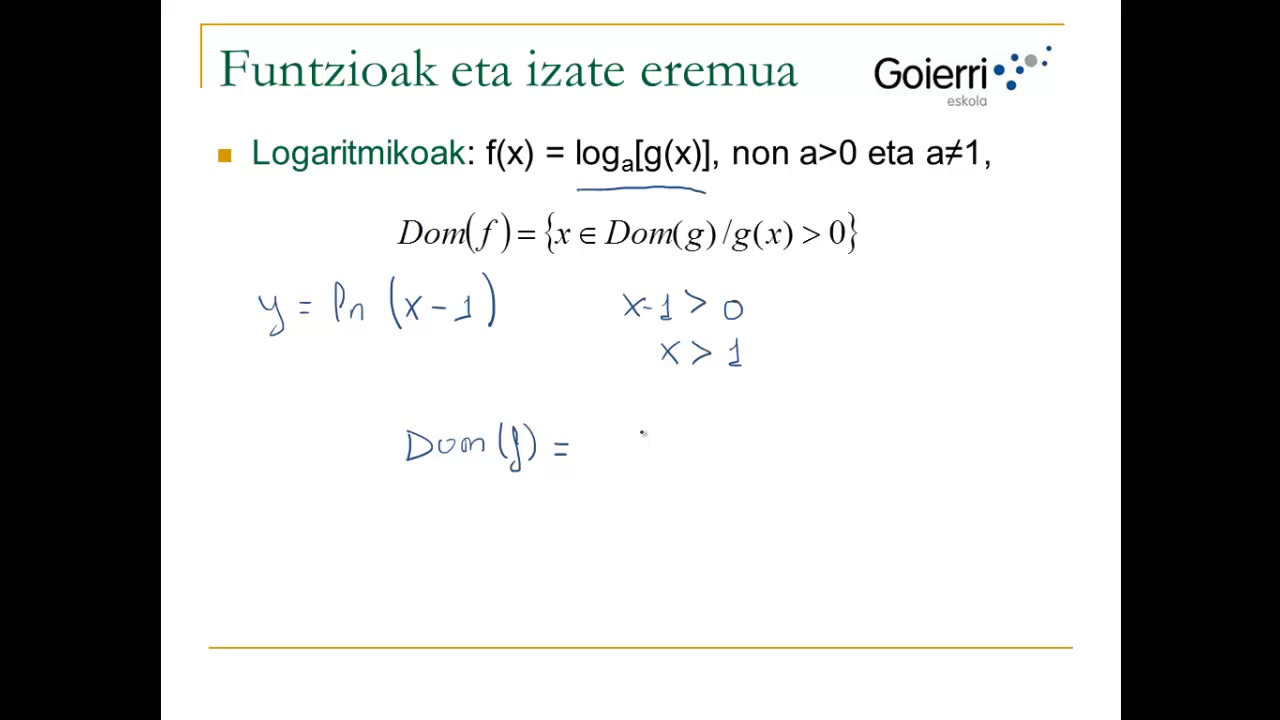 Funtzioak eta izate eremua
Goierri
eskola
Logaritmikoak: f(x) = logₐ[g(x)], non a>0 eta a≠1,
Dom(f) = {x ∈ Dom(g) / g(x) > 0}
y = ln (x - 1)
x - 1 > 0
x > 1
Dom (f) =